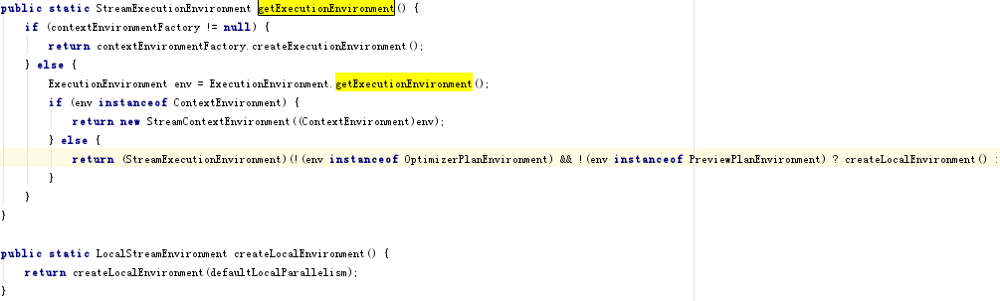 public static StreamExecutionEnvironment getExecutionEnvironment() {
    if (contextEnvironmentFactory != null) {
        return contextEnvironmentFactory.createExecutionEnvironment();
    } else {
        ExecutionEnvironment env = ExecutionEnvironment.getExecutionEnvironment();
        if (env instanceof ContextEnvironment) {
            return new StreamContextEnvironment((ContextEnvironment)env);
        } else {
            return (StreamExecutionEnvironment)(!(env instanceof OptimizerPlanEnvironment) && !(env instanceof PreviewPlanEnvironment) ? createLocalEnvironment() :
        }
    }
}
public static LocalStreamEnvironment createLocalEnvironment() {
    return createLocalEnvironment(defaultLocalParallelism);
}